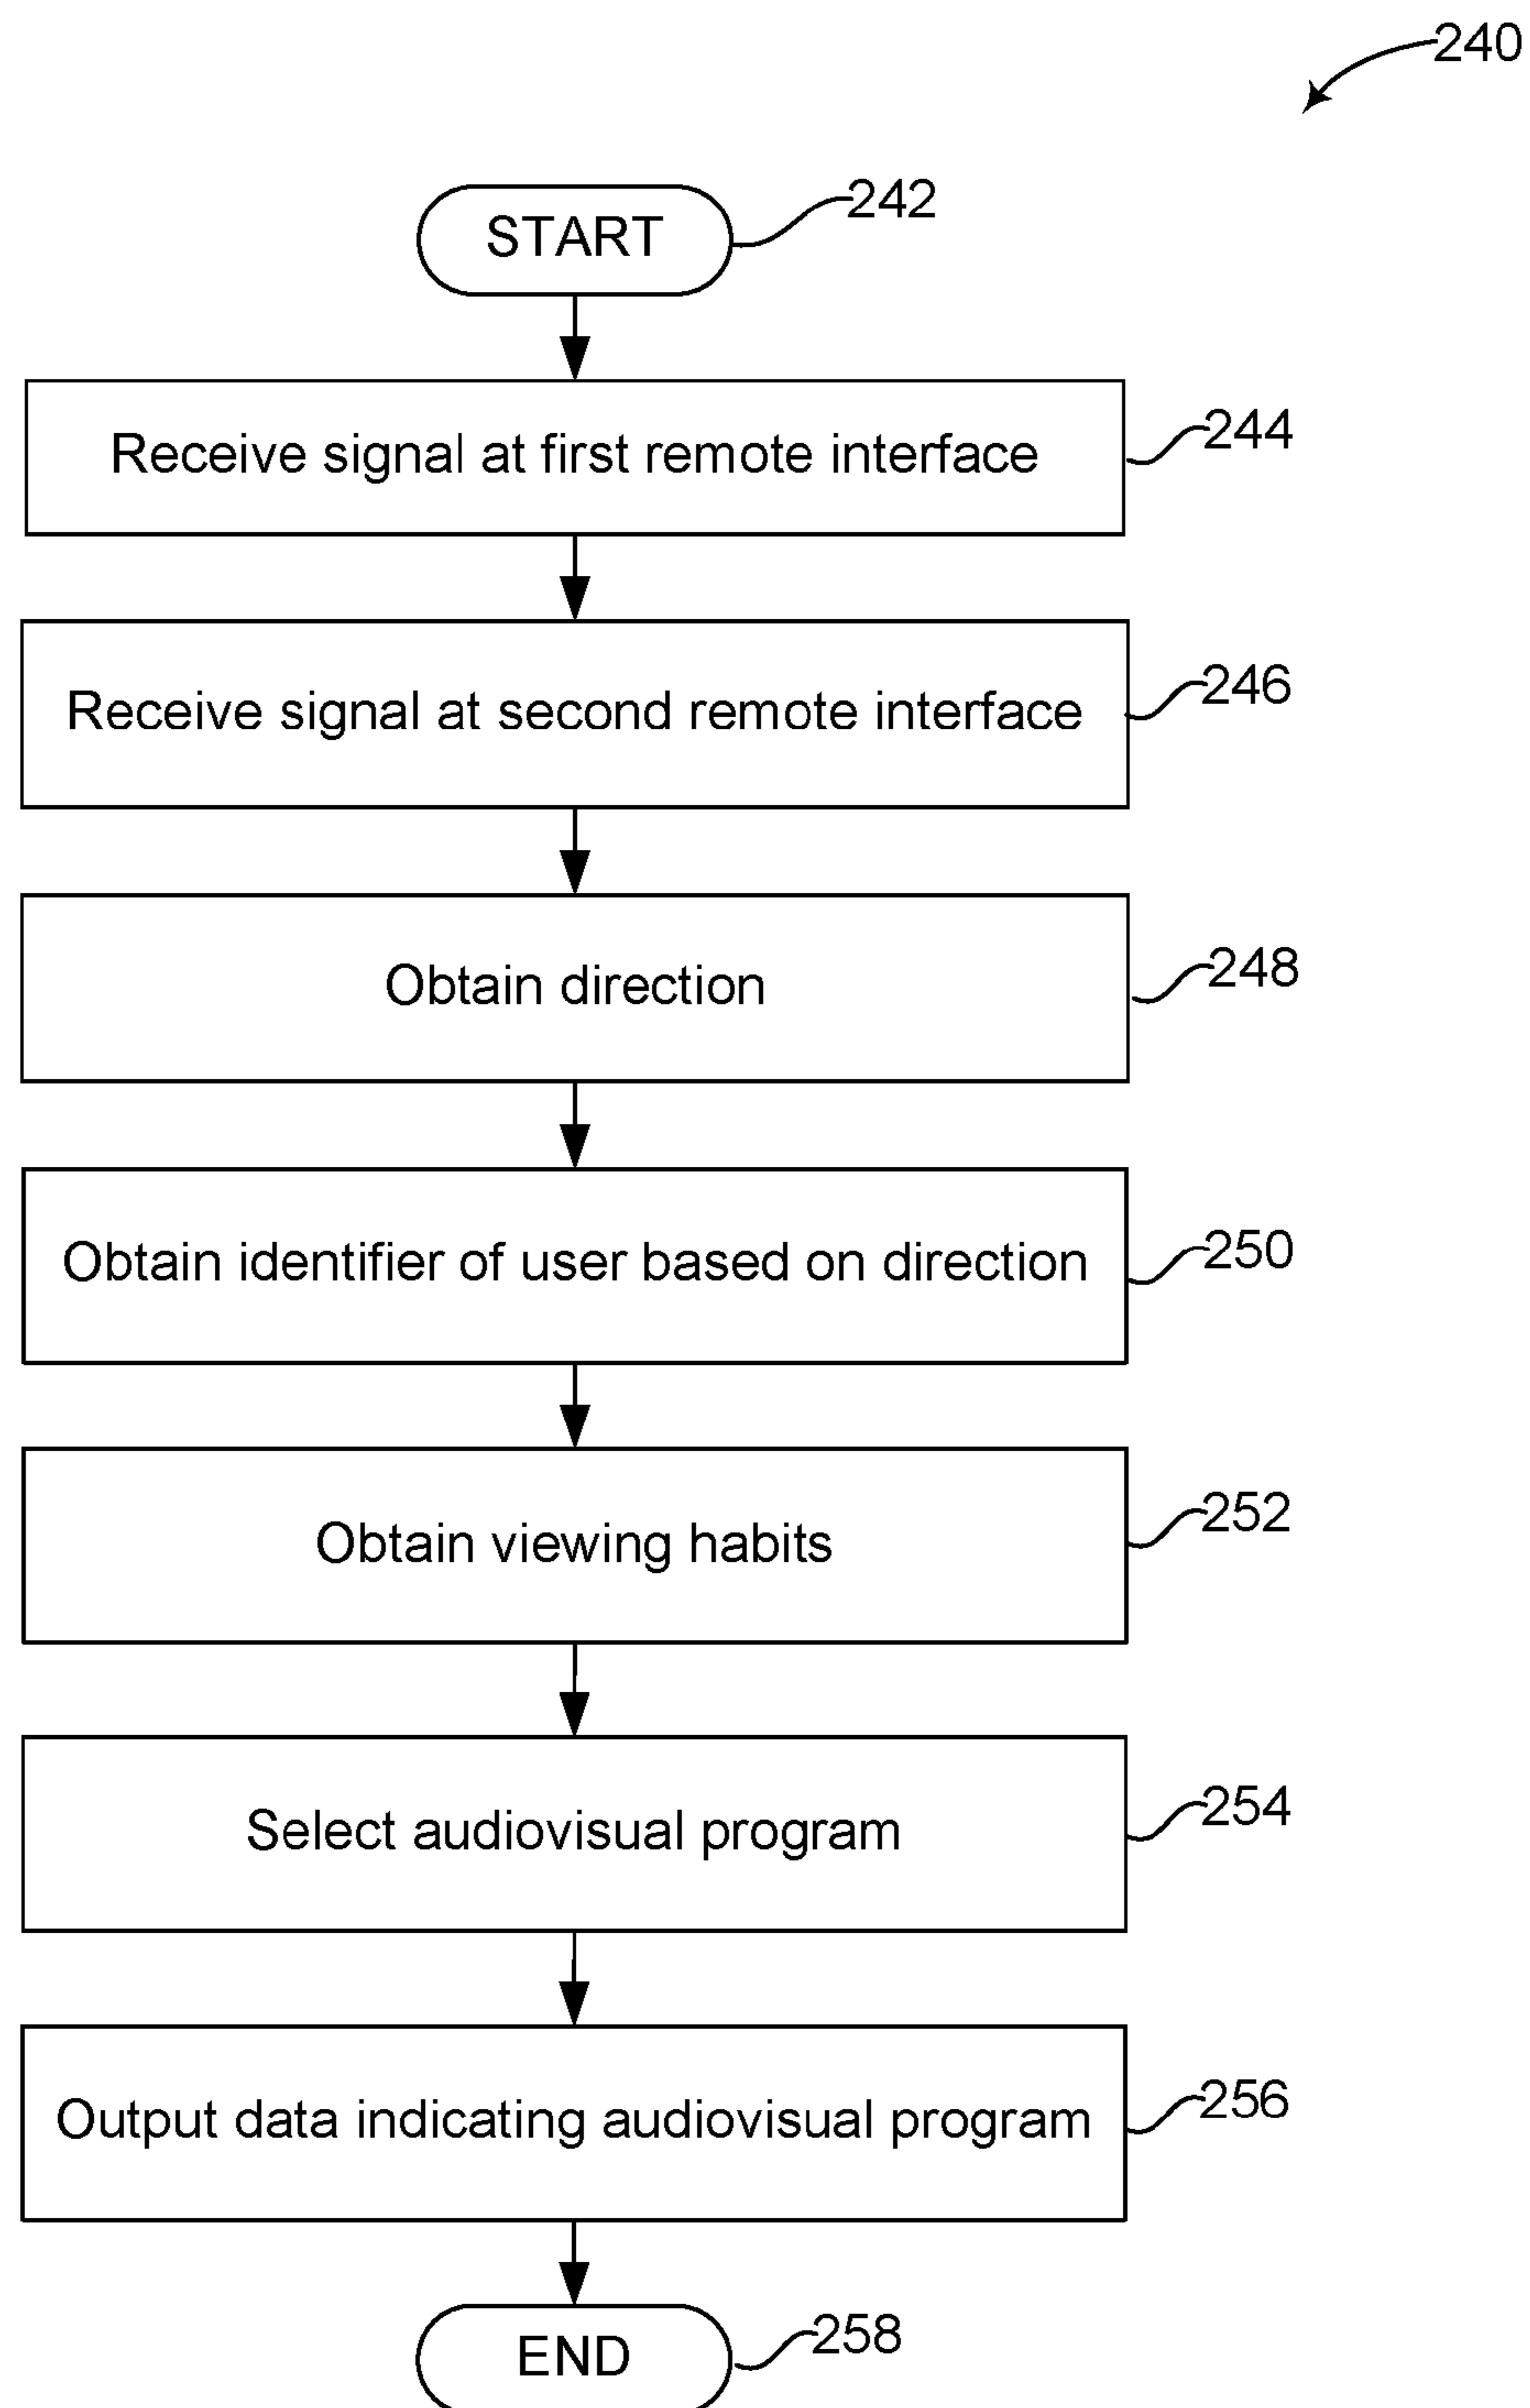 240
START
242
Receive signal at first remote interface
244
Receive signal at second remote interface
246
Obtain direction
248
Obtain identifier of user based on direction
250
Obtain viewing habits
252
Select audiovisual program
254
Output data indicating audiovisual program
256
END
258